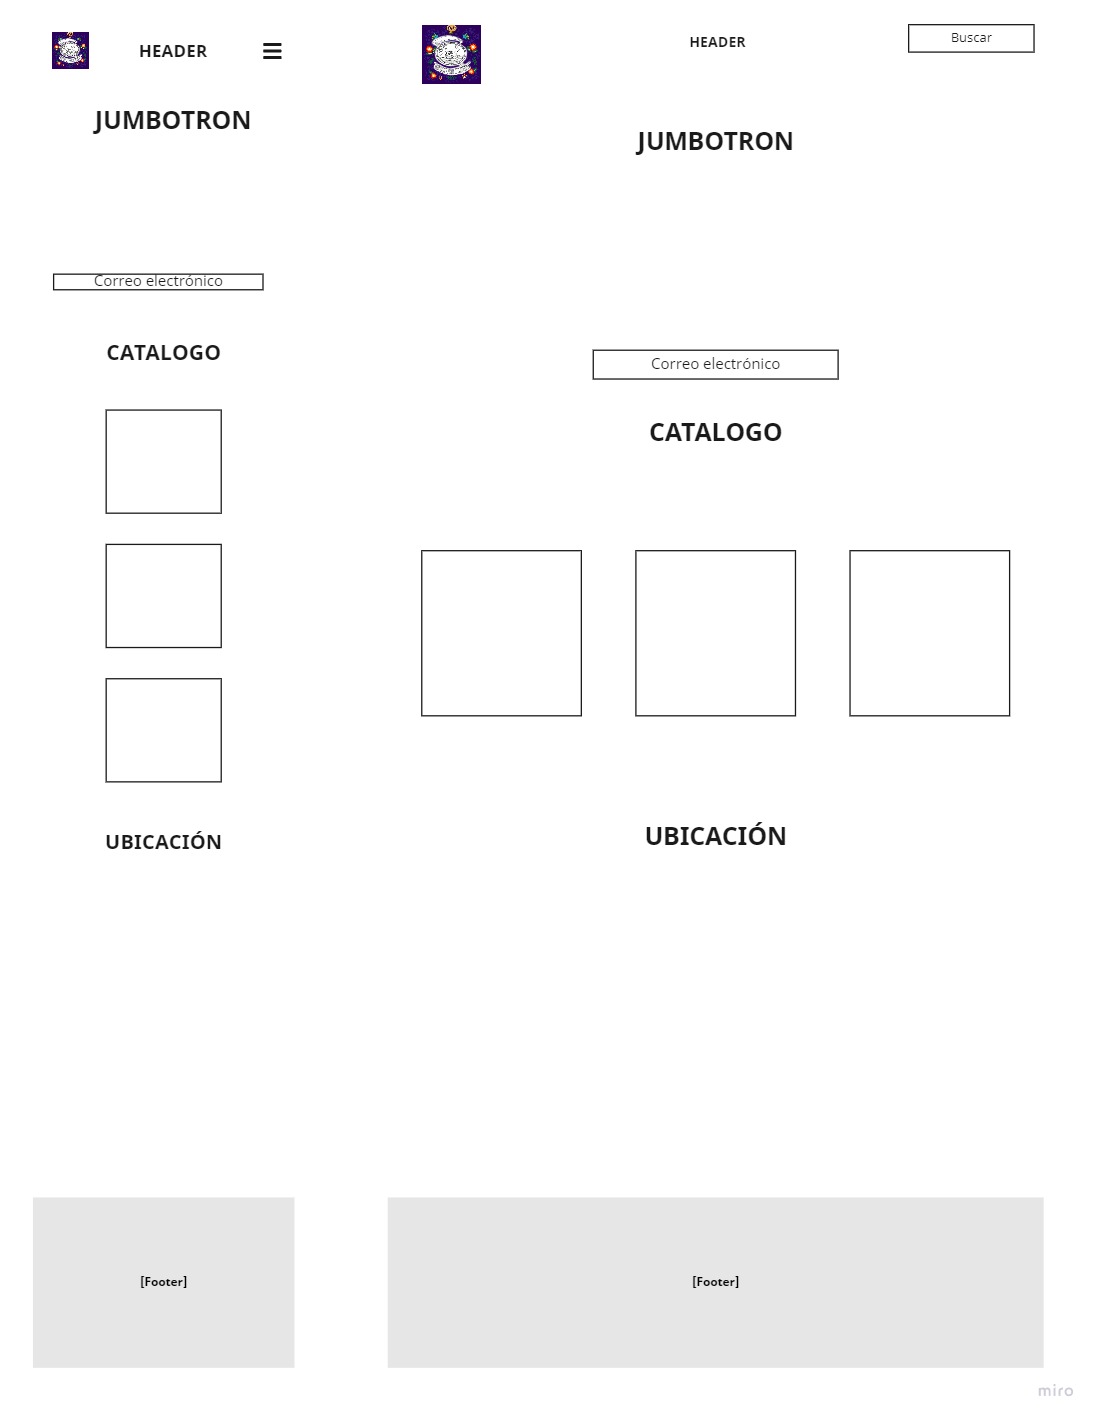 HEADER
JUMBOTRON
Correo electrónico
CATALOGO
UBICACIÓN
[Footer]
HEADER
Buscar
JUMBOTRON
Correo electrónico
CATALOGO
UBICACIÓN
[Footer]
miro